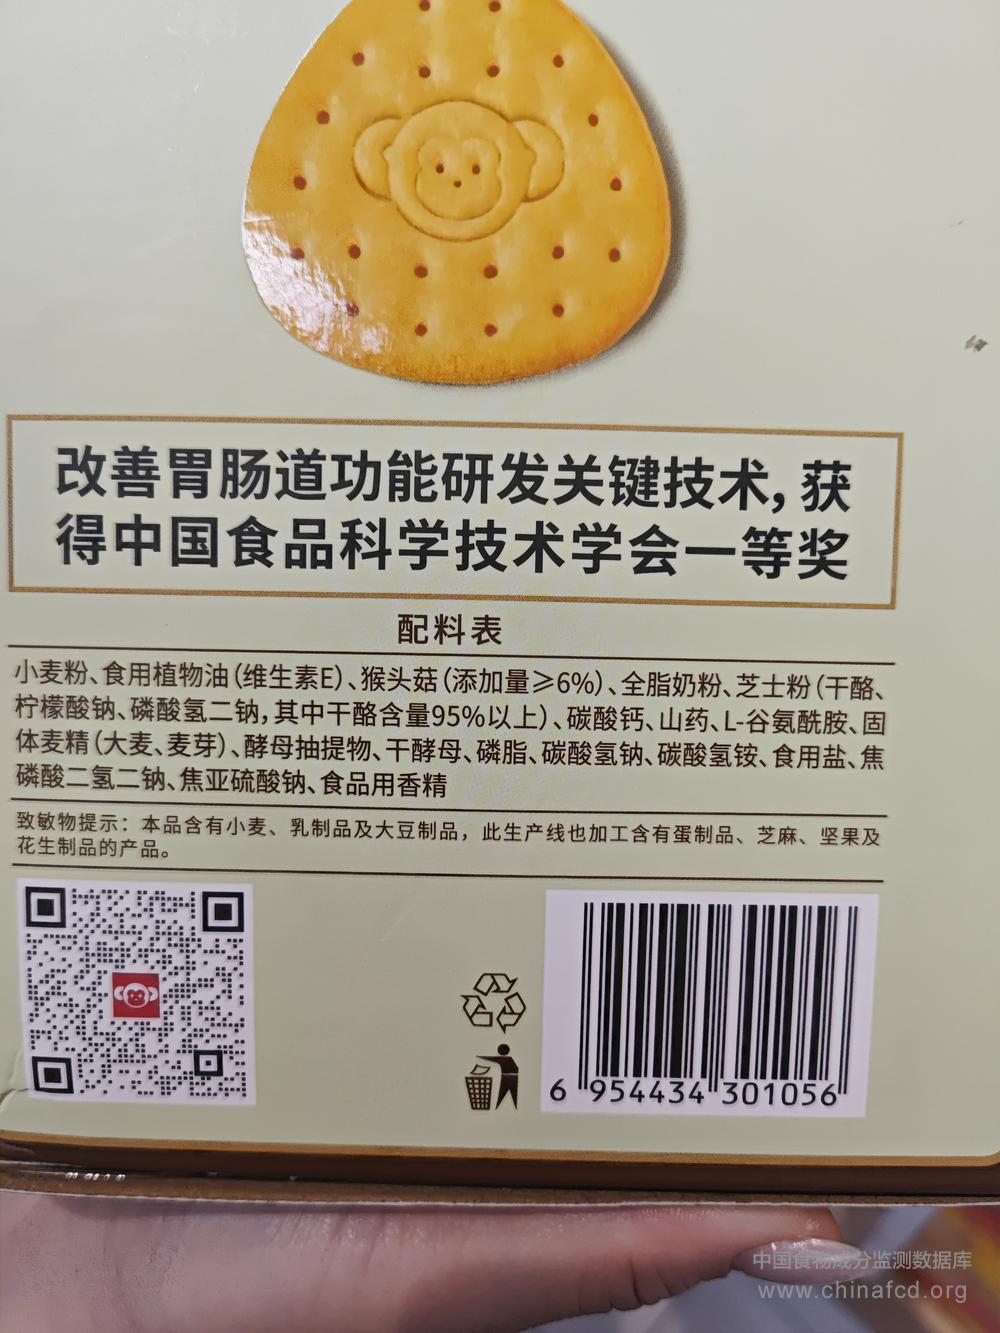 改善胃肠道功能研发关键技术，获
得中国食品科学技术学会一等奖
配料表
小麦粉、食用植物油（维生素E）、猴头菇（添加量≥6%）、全脂奶粉、芝士粉（干酪、
柠檬酸钠、磷酸氢二钠，其中干酪含量95%以上）、碳酸钙、山药、L-谷氨酰胺、固
体麦精（大麦、麦芽）、酵母抽提物、干酵母、磷脂、碳酸氢钠、碳酸氢铵、食用盐、焦
磷酸二氢二钠、焦亚硫酸钠、食品用香精
致敏物提示：本品含有小麦、乳制品及大豆制品，此生产线也加工含有蛋制品、芝麻、坚果及
花生制品的产品。
6 954434 301056
中国食物成分监测数据库
www.chinafcd.org